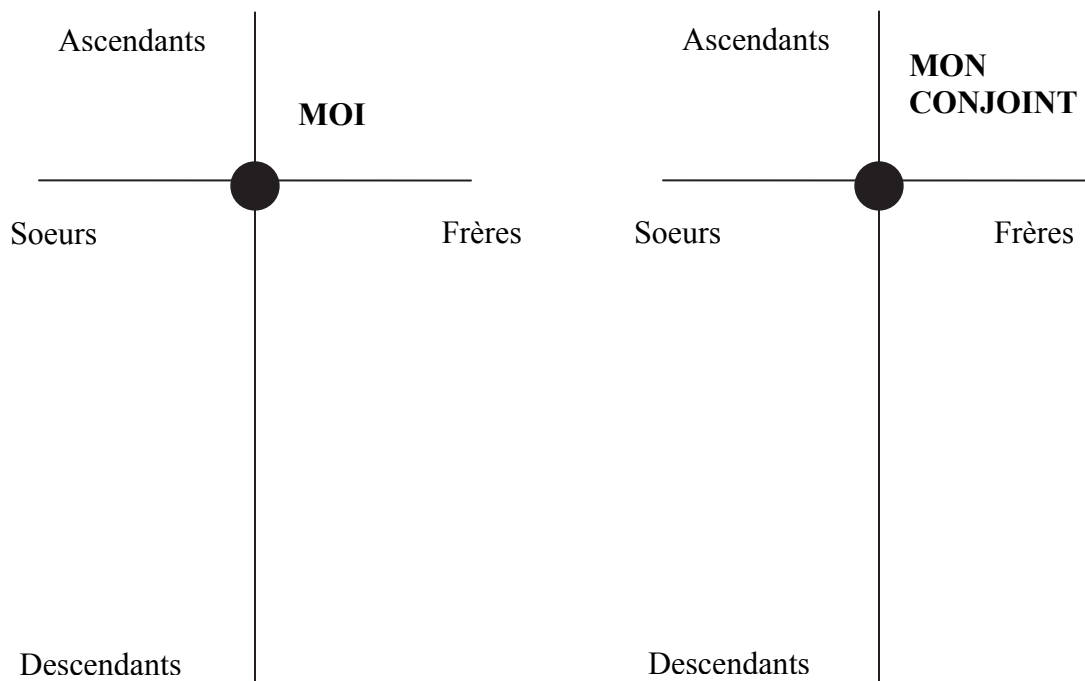 Ascendants
MOI
Soeurs
Frères
Descendants
Ascendants
MON
CONJOINT
Soeurs
Frères
Descendants